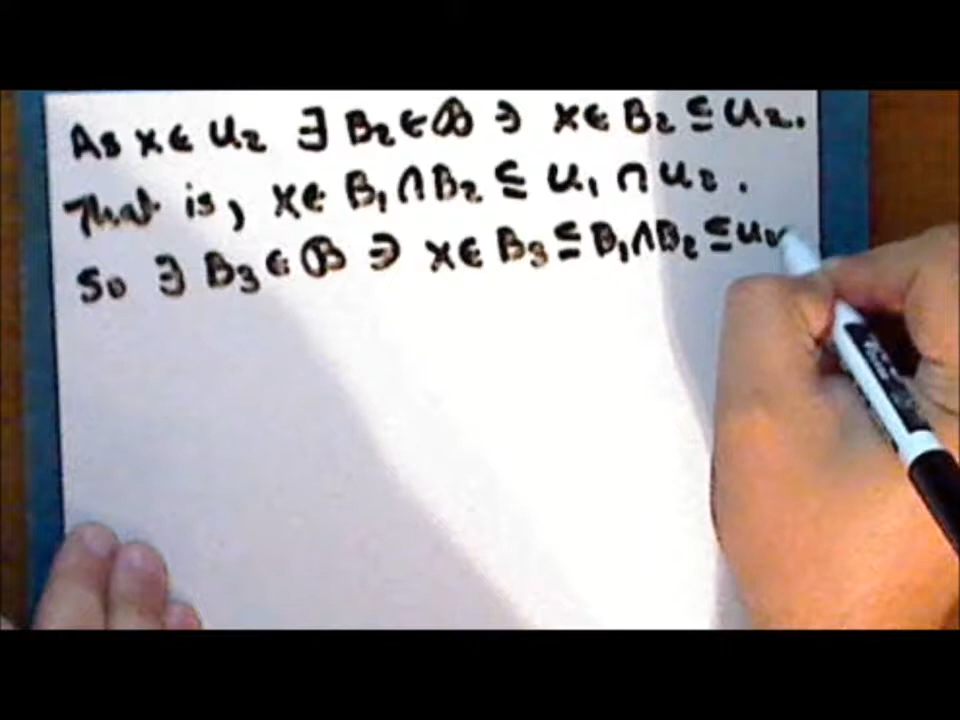 As x ∈ U₂ ∃ B₂ ∈ 𝔹 ∋ x ∈ B₂ ⊆ U₂.
That is, x ∈ B₁ ∩ B₂ ⊆ U₁ ∩ U₂.
So ∃ B₃ ∈ 𝔹 ∋ x ∈ B₃ ⊆ B₁ ∩ B₂ ⊆ U